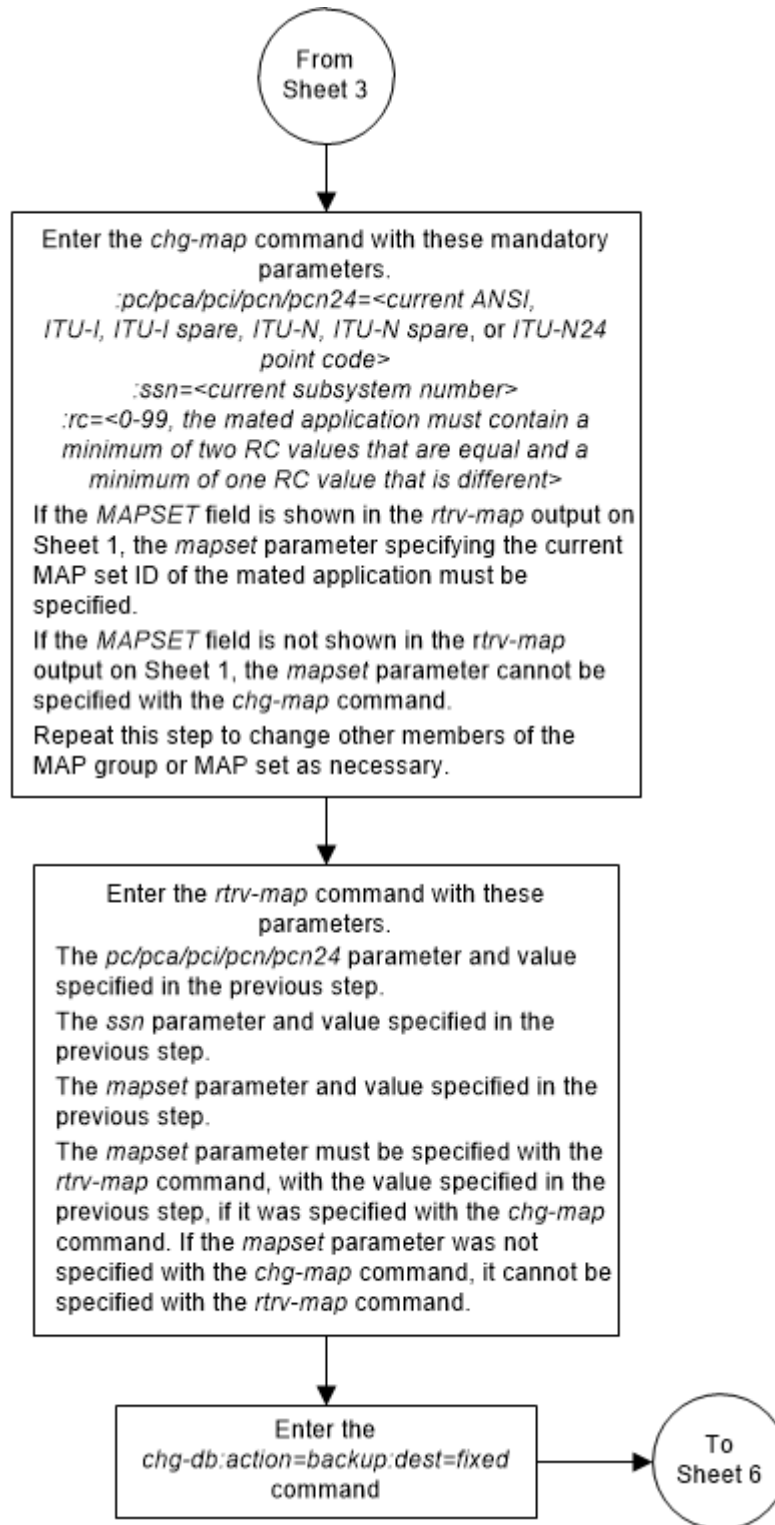 From
Sheet 3
Enter the chg-map command with these mandatory
parameters.
:pc/pca/pci/pcn/pcn24=<current ANSI,
ITU-I, ITU-I spare, ITU-N, ITU-N spare, or ITU-N24
point code>
:ssn=<current subsystem number>
:rc=<0-99, the mated application must contain a
minimum of two RC values that are equal and a
minimum of one RC value that is different>
If the MAPSET field is shown in the rtrv-map output on
Sheet 1, the mapset parameter specifying the current
MAP set ID of the mated application must be
specified.
If the MAPSET field is not shown in the rtrv-map
output on Sheet 1, the mapset parameter cannot be
specified with the chg-map command.
Repeat this step to change other members of the
MAP group or MAP set as necessary.
Enter the rtrv-map command with these
parameters.
The pc/pca/pci/pcn/pcn24 parameter and value
specified in the previous step.
The ssn parameter and value specified in the
previous step.
The mapset parameter and value specified in the
previous step.
The mapset parameter must be specified with the
rtrv-map command, with the value specified in the
previous step, if it was specified with the chg-map
command. If the mapset parameter was not
specified with the chg-map command, it cannot be
specified with the rtrv-map command.
Enter the
chg-db:action=backup:dest=fixed
command
To
Sheet 6